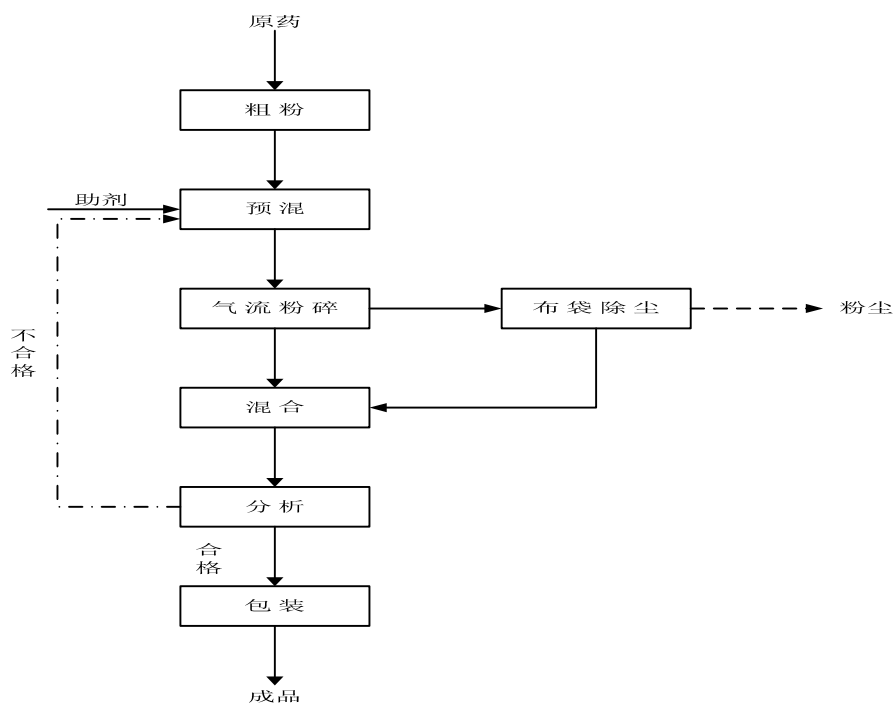 原药
粗粉
助剂
预混
气流粉碎
布袋除尘
粉尘
不合格
混合
分析
合格
包装
成品